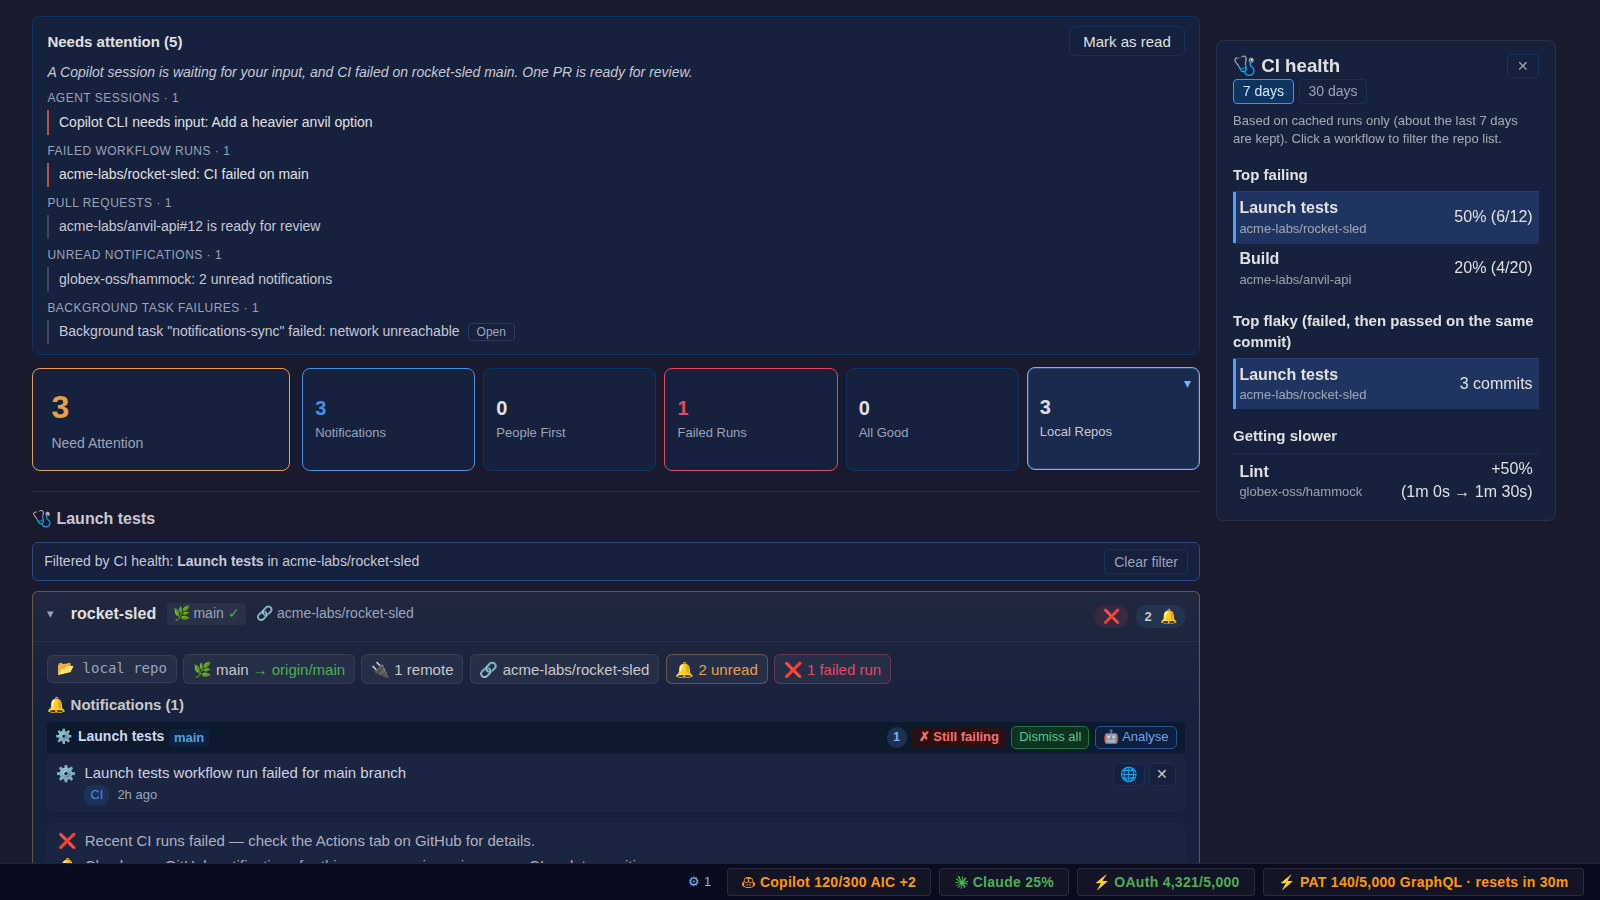 Needs attention (5)
Mark as read
A Copilot session is waiting for your input, and CI failed on rocket-sled main. One PR is ready for review.
AGENT SESSIONS · 1
Copilot CLI needs input: Add a heavier anvil option
FAILED WORKFLOW RUNS · 1
acme-labs/rocket-sled: CI failed on main
PULL REQUESTS · 1
acme-labs/anvil-api#12 is ready for review
UNREAD NOTIFICATIONS · 1
globex-oss/hammock: 2 unread notifications
BACKGROUND TASK FAILURES · 1
Background task "notifications-sync" failed: network unreachable Open
3
Need Attention
3
Notifications
0
People First
1
Failed Runs
0
All Good
3
Local Repos
Launch tests
Filtered by CI health: Launch tests in acme-labs/rocket-sled
Clear filter
rocket-sled main ✓ acme-labs/rocket-sled
2
local repo main → origin/main 1 remote acme-labs/rocket-sled 2 unread 1 failed run
Notifications (1)
Launch tests main 1 ✗ Still failing Dismiss all Analyse
Launch tests workflow run failed for main branch
CI 2h ago
Recent CI runs failed — check the Actions tab on GitHub for details.
CI health
7 days 30 days
Based on cached runs only (about the last 7 days
are kept). Click a workflow to filter the repo list.
Top failing
Launch tests
acme-labs/rocket-sled
50% (6/12)
Build
acme-labs/anvil-api
20% (4/20)
Top flaky (failed, then passed on the same
commit)
Launch tests
acme-labs/rocket-sled
3 commits
Getting slower
Lint
globex-oss/hammock
+50%
(1m 0s → 1m 30s)
⚙ 1 Copilot 120/300 AIC +2 Claude 25% ⚡ OAuth 4,321/5,000 ⚡ PAT 140/5,000 GraphQL · resets in 30m